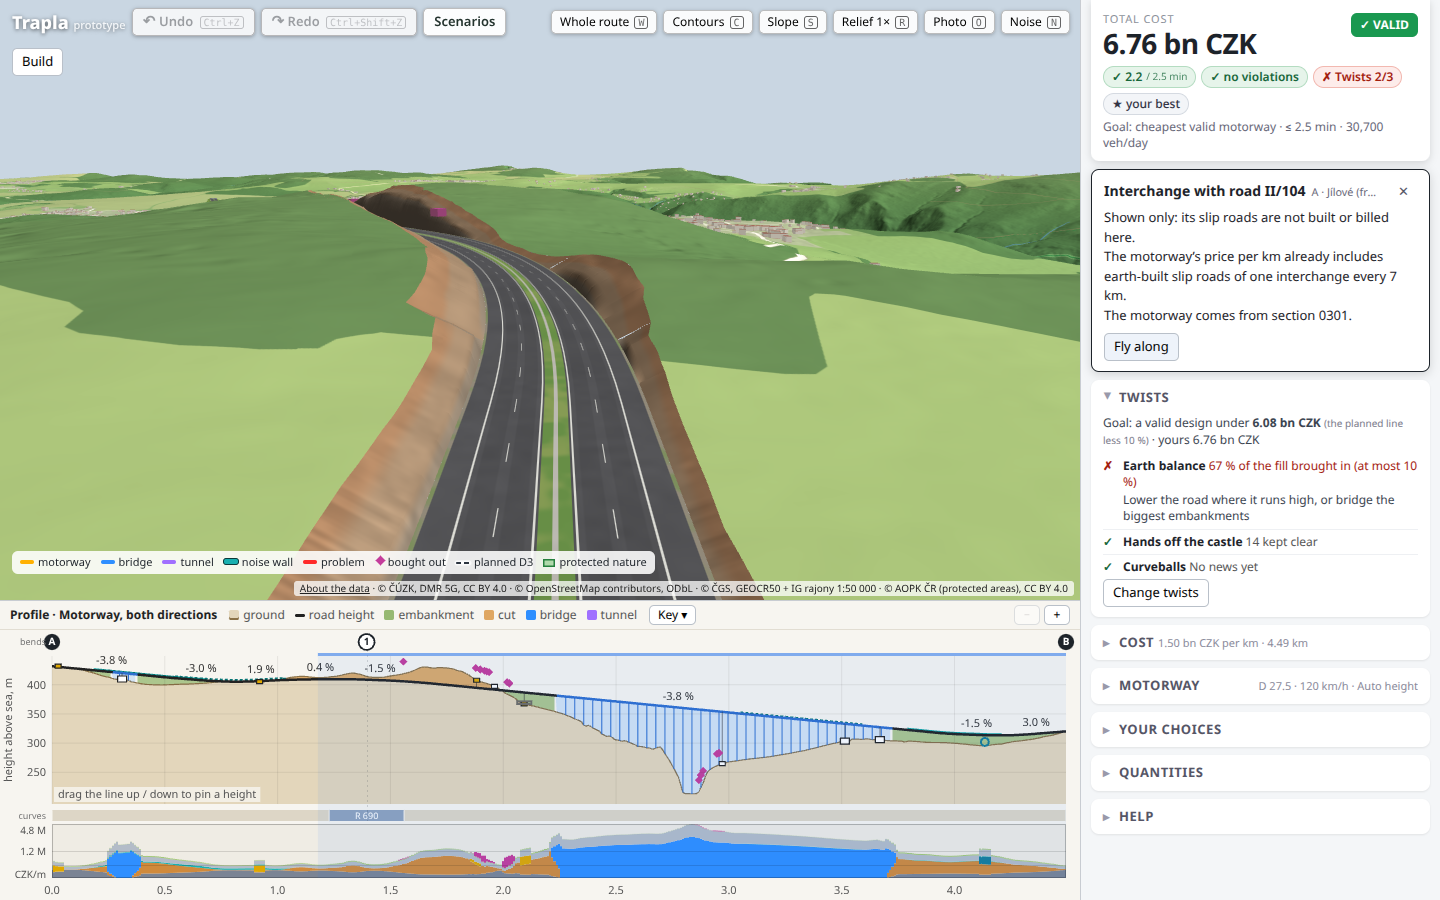 Trapla prototype
↶ Undo Ctrl+Z
↷ Redo Ctrl+Shift+Z
Scenarios
Whole route W
Contours C
Slope S
Relief 1× R
Photo O
Noise N
Build
motorway
bridge
tunnel
noise wall
problem
bought out
planned D3
protected nature
About the data · © ČÚZK, DMR 5G, CC BY 4.0 · © OpenStreetMap contributors, ODbL · © ČGS, GEOCR50 + IG rajony 1:50 000 · © AOPK ČR (protected areas), CC BY 4.0
Profile · Motorway, both directions
ground
road height
embankment
cut
bridge
tunnel
Key ▾
−
+
bends
A
1
B
-3.8 %
-3.0 %
1.9 %
0.4 %
-1.5 %
-3.8 %
-1.5 %
3.0 %
height above sea, m
400
350
300
250
drag the line up / down to pin a height
curves
R 690
4.8 M
1.2 M
CZK/m
0.0
0.5
1.0
1.5
2.0
2.5
3.0
3.5
4.0
TOTAL COST
6.76 bn CZK
✓ VALID
✓ 2.2 / 2.5 min
✓ no violations
✗ Twists 2/3
★ your best
Goal: cheapest valid motorway · ≤ 2.5 min · 30,700
veh/day
Interchange with road II/104 A · Jílové (fr… ✕
Shown only: its slip roads are not built or billed
here.
The motorway’s price per km already includes
earth-built slip roads of one interchange every 7
km.
The motorway comes from section 0301.
Fly along
▼ TWISTS
Goal: a valid design under 6.08 bn CZK (the planned line
less 10 %) · yours 6.76 bn CZK
✗ Earth balance 67 % of the fill brought in (at most 10
%)
Lower the road where it runs high, or bridge the
biggest embankments
✓ Hands off the castle 14 kept clear
✓ Curveballs No news yet
Change twists
▶ COST 1.50 bn CZK per km · 4.49 km
▶ MOTORWAY D 27.5 · 120 km/h · Auto height
▶ YOUR CHOICES
▶ QUANTITIES
▶ HELP